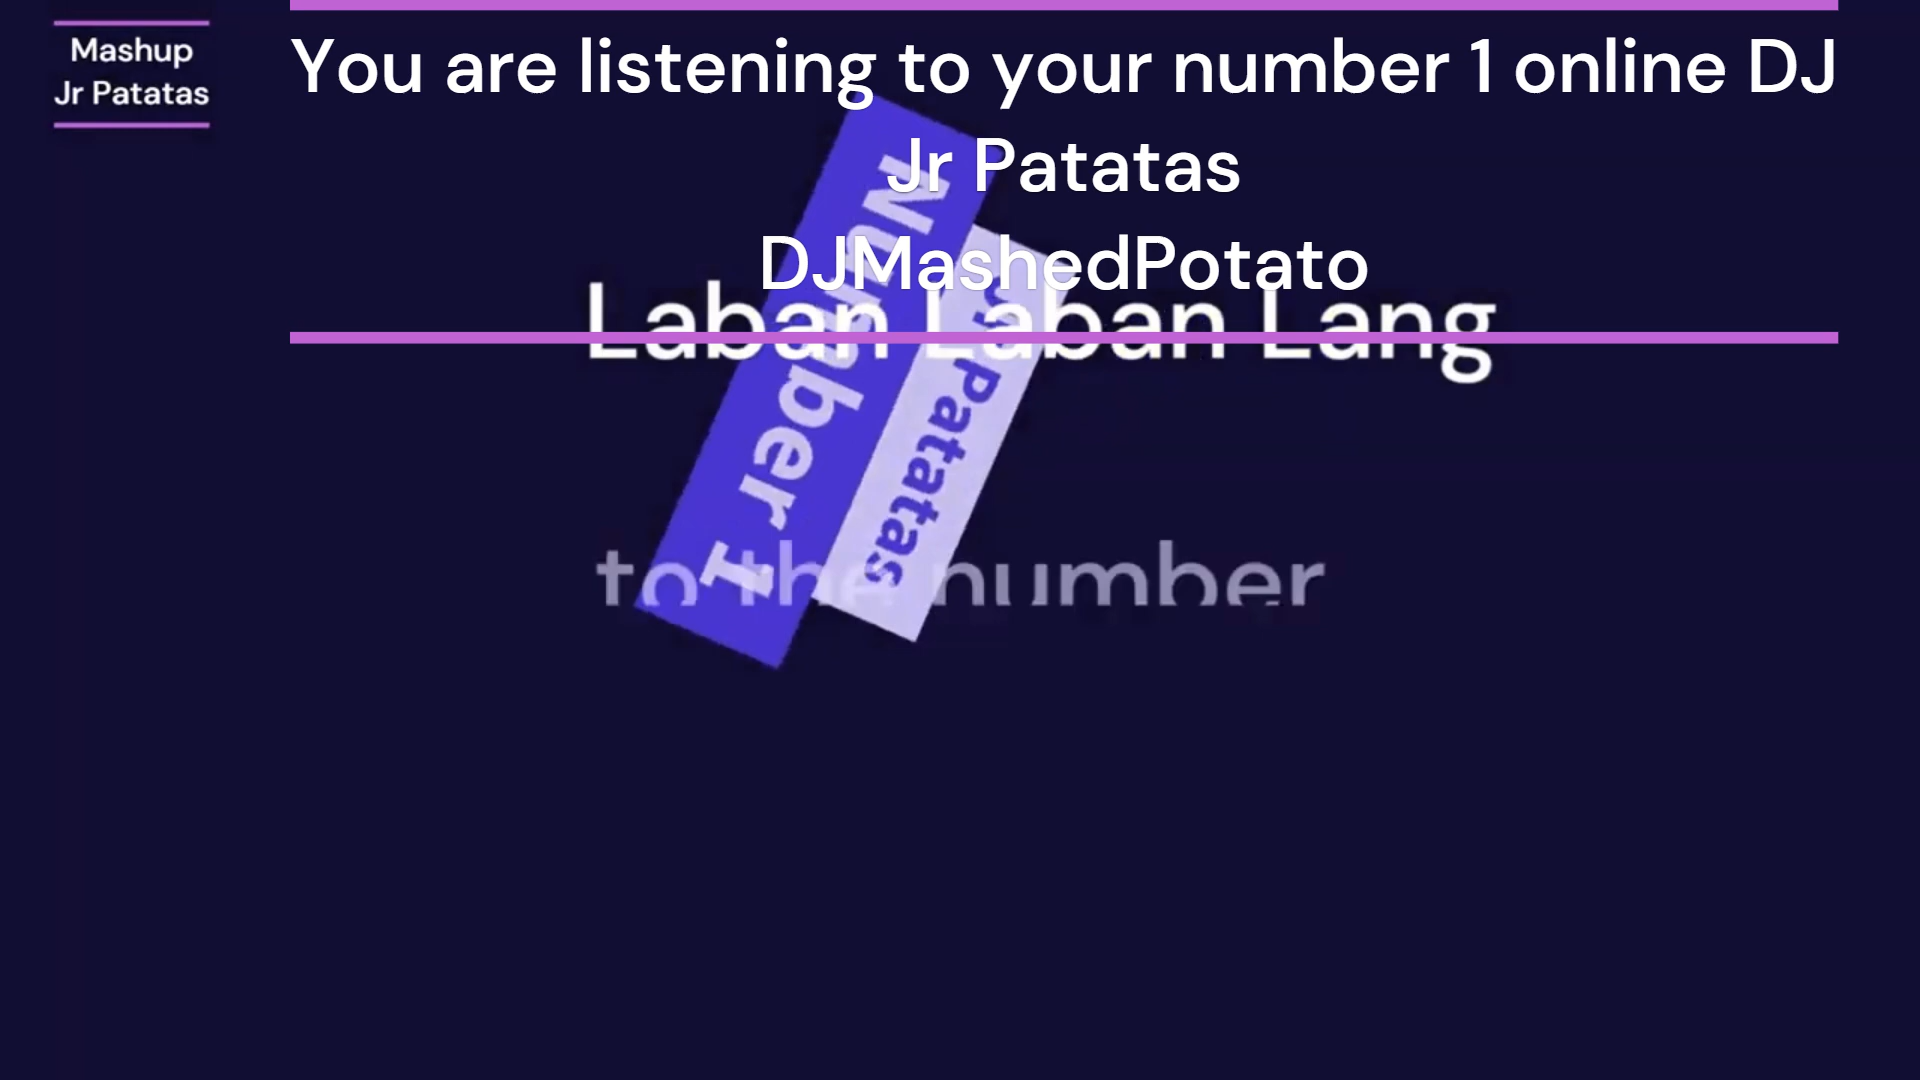 Mashup
Jr Patatas
You are listening to your number 1 online DJ
Jr Patatas
DJMashedPotato
Laban Laban Lang
Number 1
Jr Patatas
to the number